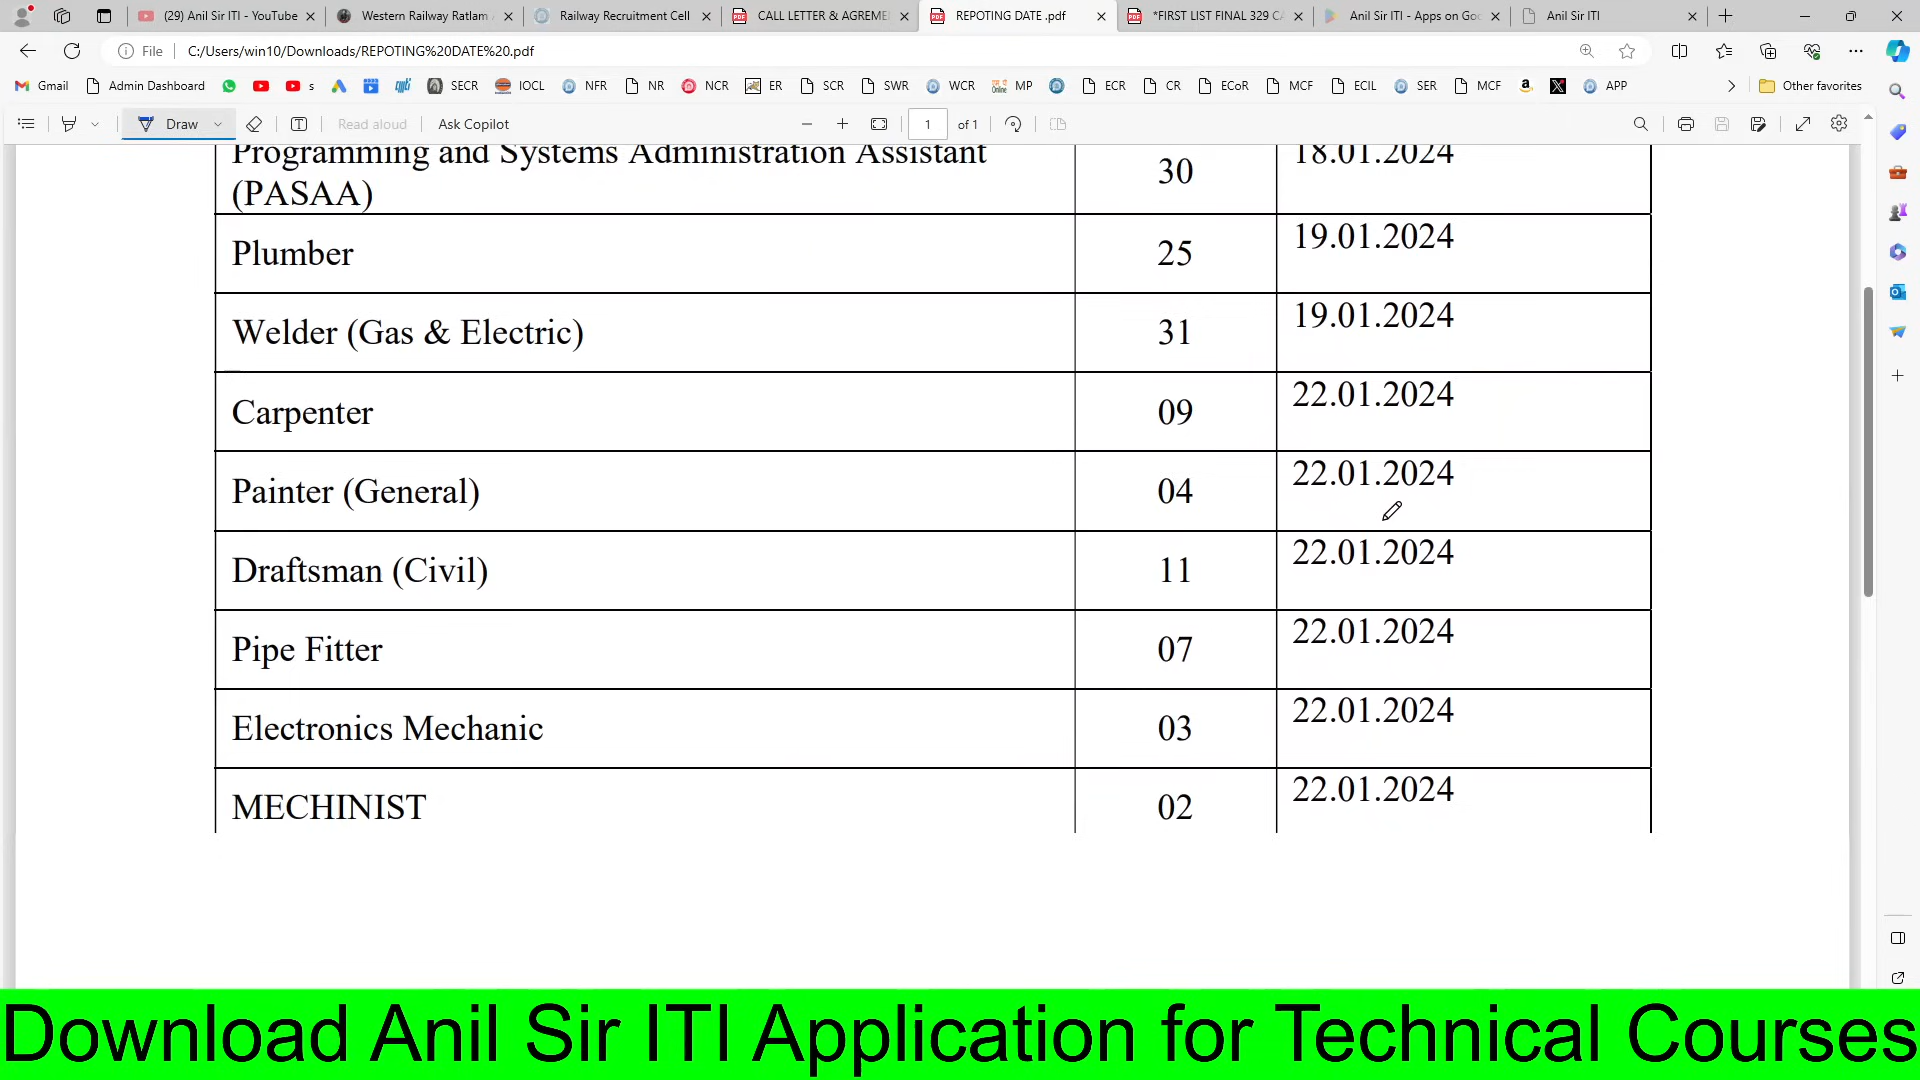 (29) Anil Sir ITI - YouTube
Western Railway Ratlam
Railway Recruitment Cell
CALL LETTER & AGREME
REPOTING DATE .pdf
*FIRST LIST FINAL 329 CA
Anil Sir ITI - Apps on Goo
Anil Sir ITI
File C:/Users/win10/Downloads/REPOTING%20DATE%20.pdf
Gmail Admin Dashboard s SECR IOCL NFR NR NCR ER SCR SWR WCR MP ECR CR ECoR MCF ECIL SER MCF APP Other favorites
Draw Read aloud Ask Copilot 1 of 1
Programming and Systems Administration Assistant
(PASAA) 30 18.01.2024
Plumber 25 19.01.2024
Welder (Gas & Electric) 31 19.01.2024
Carpenter 09 22.01.2024
Painter (General) 04 22.01.2024
Draftsman (Civil) 11 22.01.2024
Pipe Fitter 07 22.01.2024
Electronics Mechanic 03 22.01.2024
MECHINIST 02 22.01.2024
Download Anil Sir ITI Application for Technical Courses